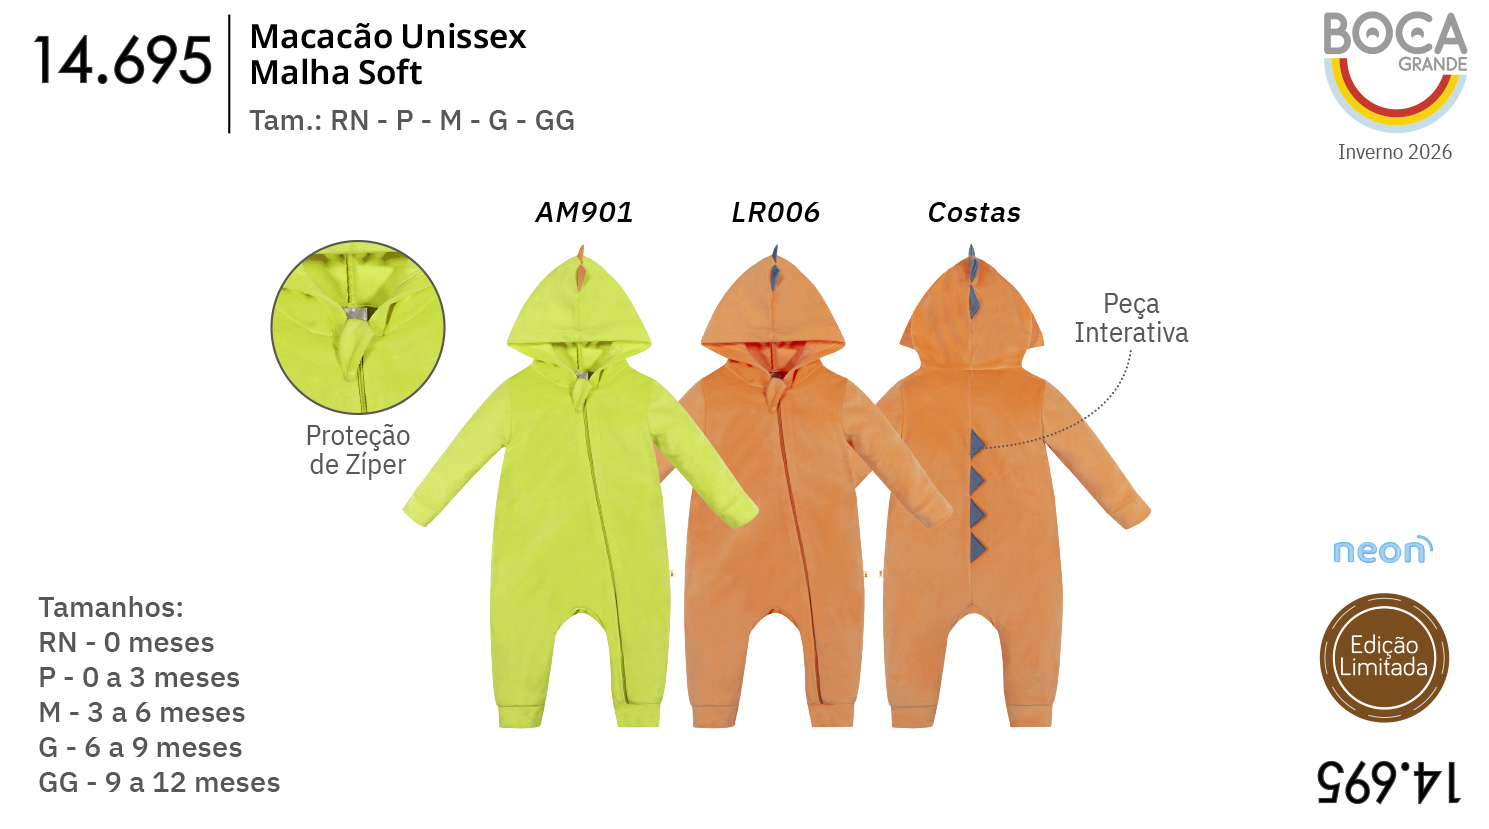 14.695
Macacão Unissex
Malha Soft
Tam.: RN - P - M - G - GG
BOCA
GRANDE
Inverno 2026
AM901
LR006
Costas
Peça
Interativa
Proteção
de Zíper
neon
Tamanhos:
RN - 0 meses
P - 0 a 3 meses
M - 3 a 6 meses
G - 6 a 9 meses
GG - 9 a 12 meses
Edição
Limitada
14.695